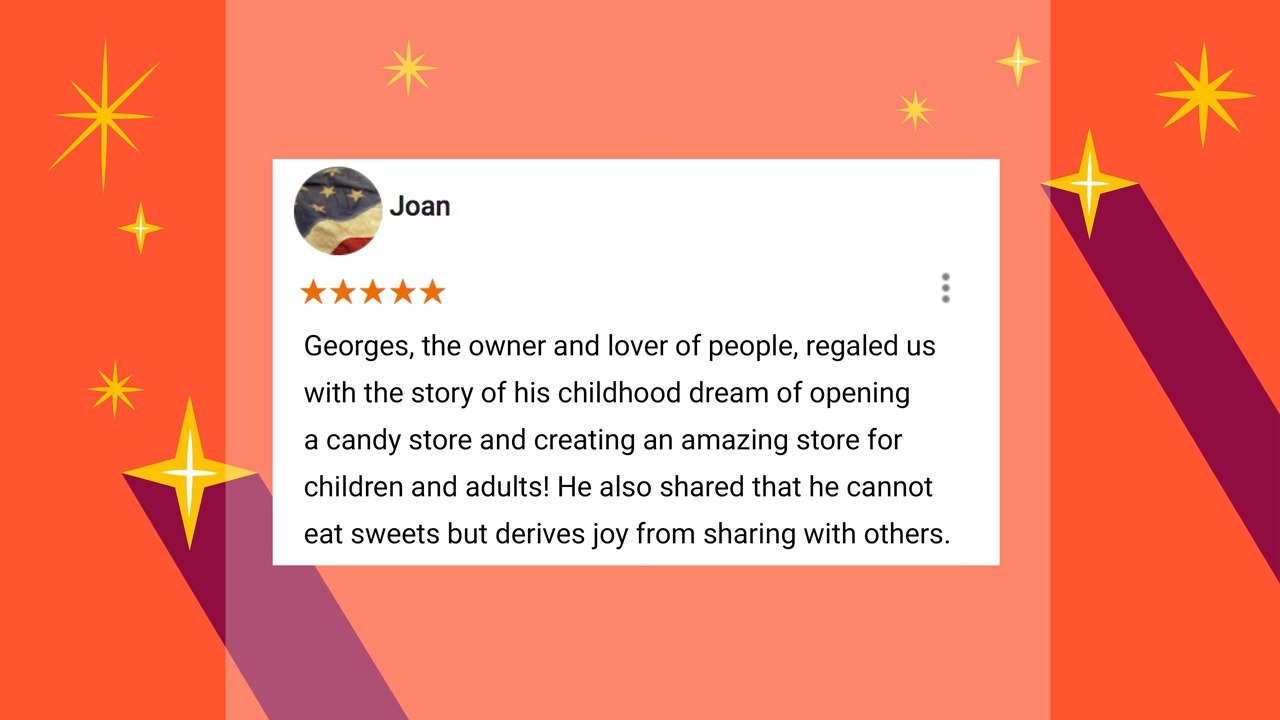 Joan
Georges, the owner and lover of people, regaled us
with the story of his childhood dream of opening
a candy store and creating an amazing store for
children and adults! He also shared that he cannot
eat sweets but derives joy from sharing with others.